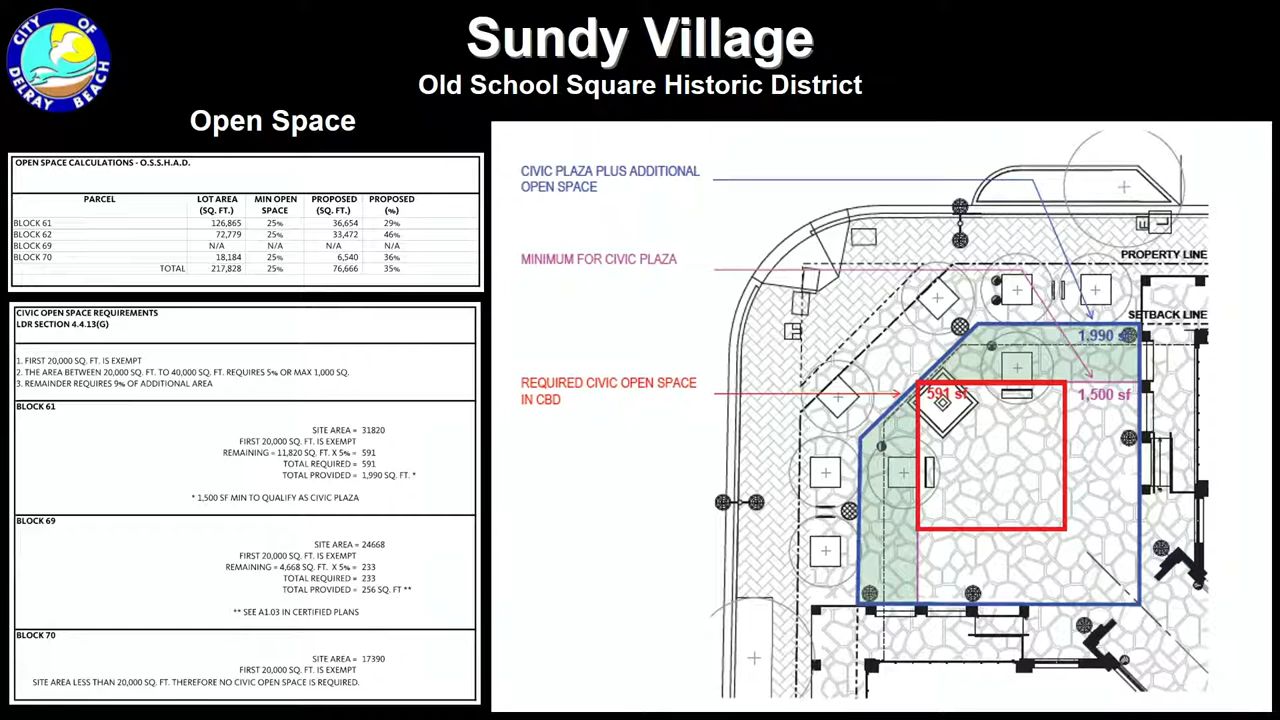 CITY OF
DELRAY BEACH
Sundy Village
Old School Square Historic District
Open Space
OPEN SPACE CALCULATIONS - O.S.S.H.A.D.
PARCEL LOT AREA (SQ. FT.) MIN OPEN SPACE PROPOSED (SQ. FT.) PROPOSED (%)
BLOCK 61 126,865 25% 36,654 29%
BLOCK 62 72,779 25% 33,472 46%
BLOCK 69 N/A N/A N/A N/A
BLOCK 70 18,184 25% 6,540 36%
TOTAL 217,828 25% 76,666 35%
CIVIC OPEN SPACE REQUIREMENTS
LDR SECTION 4.4.13(G)
1. FIRST 20,000 SQ. FT. IS EXEMPT
2. THE AREA BETWEEN 20,000 SQ. FT. TO 40,000 SQ. FT. REQUIRES 5% OR MAX 1,000 SQ.
3. REMAINDER REQUIRES 9% OF ADDITIONAL AREA
BLOCK 61
SITE AREA = 31820
FIRST 20,000 SQ. FT. IS EXEMPT
REMAINING = 11,820 SQ. FT. X 5% = 591
TOTAL REQUIRED = 591
TOTAL PROVIDED = 1,990 SQ. FT. *
* 1,500 SF MIN TO QUALIFY AS CIVIC PLAZA
BLOCK 69
SITE AREA = 24668
FIRST 20,000 SQ. FT. IS EXEMPT
REMAINING = 4,668 SQ. FT. X 5% = 233
TOTAL REQUIRED = 233
TOTAL PROVIDED = 256 SQ. FT **
** SEE A1.03 IN CERTIFIED PLANS
BLOCK 70
SITE AREA = 17390
FIRST 20,000 SQ. FT. IS EXEMPT
SITE AREA LESS THAN 20,000 SQ. FT. THEREFORE NO CIVIC OPEN SPACE IS REQUIRED.
CIVIC PLAZA PLUS ADDITIONAL
OPEN SPACE
MINIMUM FOR CIVIC PLAZA
REQUIRED CIVIC OPEN SPACE
IN CBD
PROPERTY LINE
SETBACK LINE
1,990
1,500 sf
591 sf